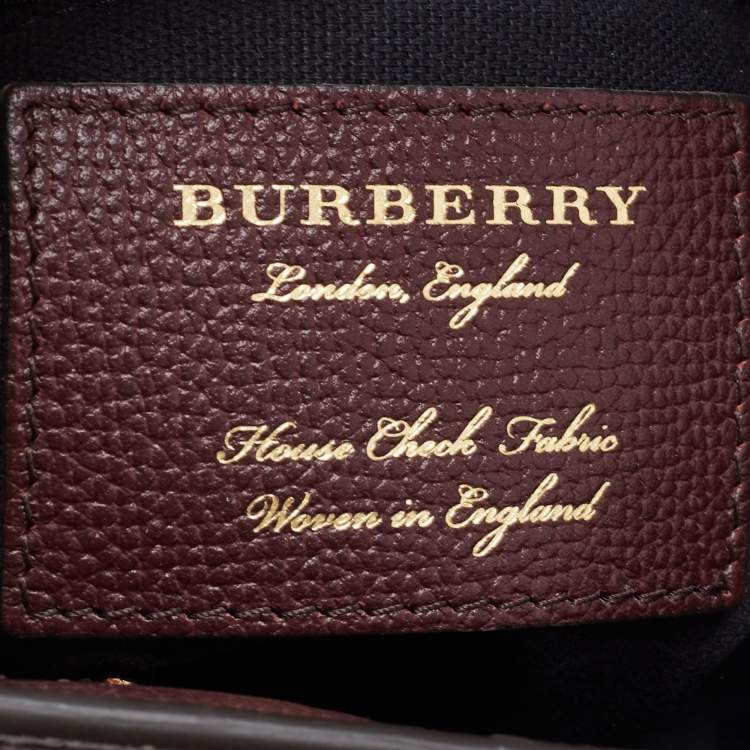 BURBERRY
London, England
House Check Fabric
Woven in England